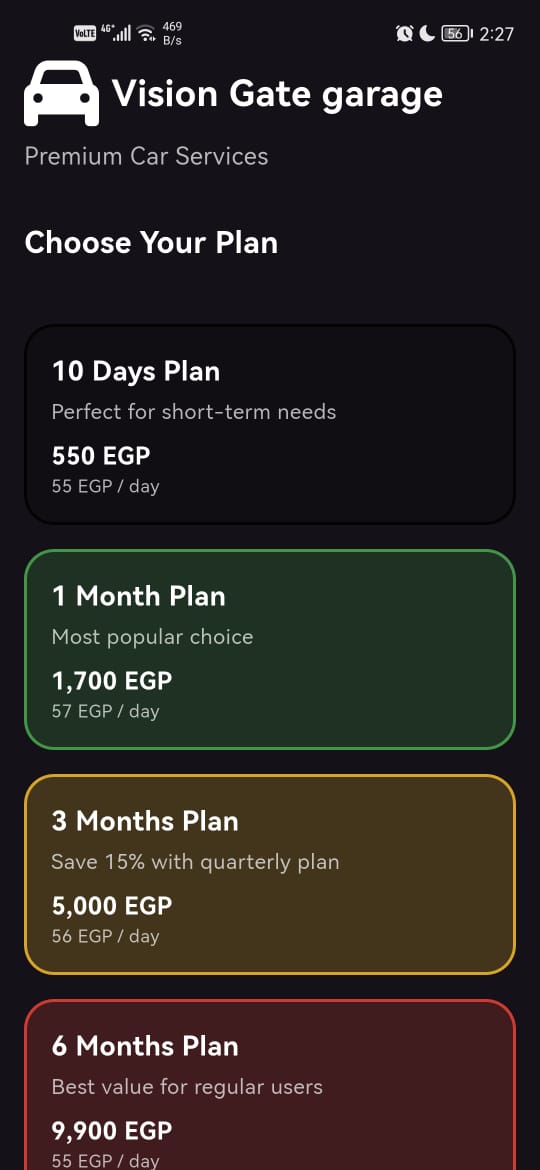 VoLTE 4G+ 469 B/s 56 2:27
Vision Gate garage
Premium Car Services
Choose Your Plan
10 Days Plan
Perfect for short-term needs
550 EGP
55 EGP / day
1 Month Plan
Most popular choice
1,700 EGP
57 EGP / day
3 Months Plan
Save 15% with quarterly plan
5,000 EGP
56 EGP / day
6 Months Plan
Best value for regular users
9,900 EGP
55 EGP / day